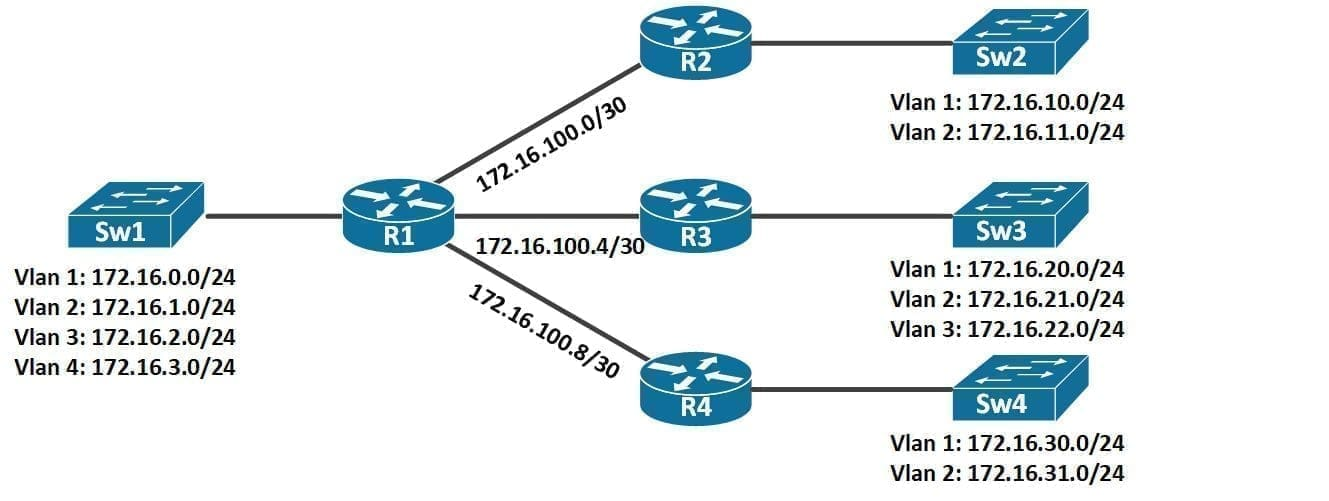 R2
Sw2
Vlan 1: 172.16.10.0/24
Vlan 2: 172.16.11.0/24
172.16.100.0/30
Sw1
R1
R3
Sw3
172.16.100.4/30
Vlan 1: 172.16.0.0/24
Vlan 2: 172.16.1.0/24
Vlan 3: 172.16.2.0/24
Vlan 4: 172.16.3.0/24
Vlan 1: 172.16.20.0/24
Vlan 2: 172.16.21.0/24
Vlan 3: 172.16.22.0/24
172.16.100.8/30
R4
Sw4
Vlan 1: 172.16.30.0/24
Vlan 2: 172.16.31.0/24